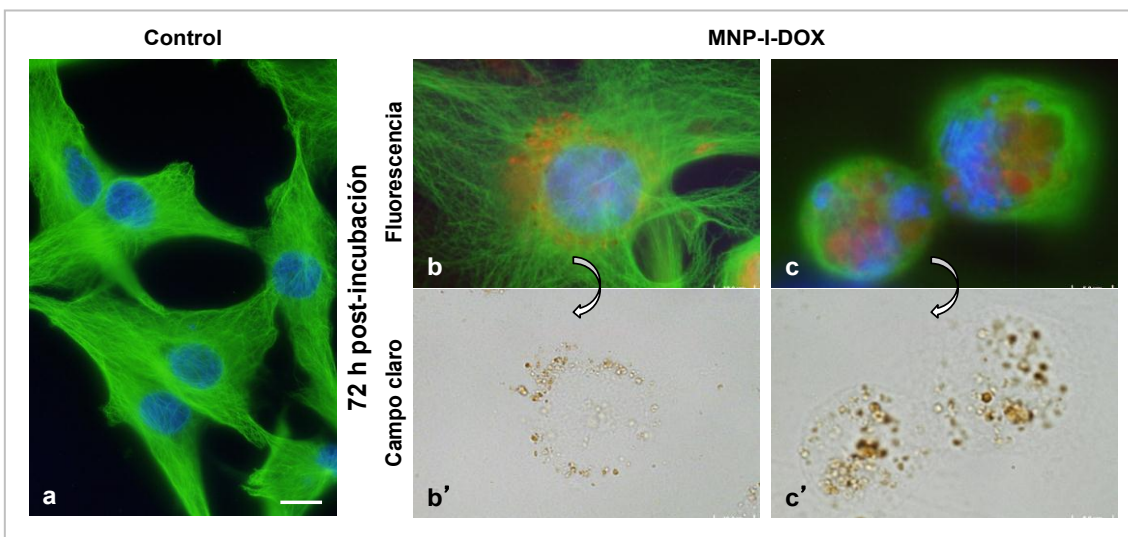 Control
MNP-I-DOX
72 h post-incubación
Fluorescencia
Campo claro
a
b
c
b'
c'